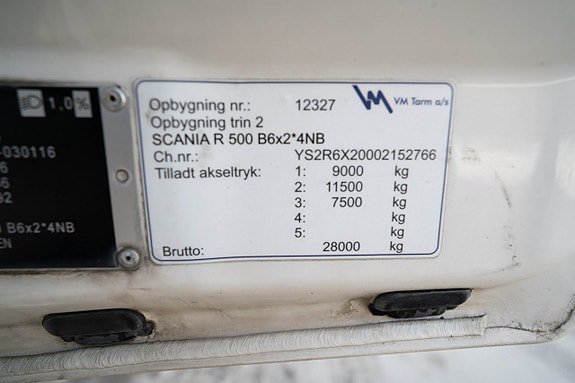 1.0%
-030116
6
66
92
B6x2*4NB
EN
Opbygning nr.: 12327
VM Tarm a/s
Opbygning trin 2
SCANIA R 500 B6x2*4NB
Ch.nr.: YS2R6X20002152766
Tilladt akseltryk: 1: 9000 kg
2: 11500 kg
3: 7500 kg
4: kg
5: kg
Brutto: 28000 kg